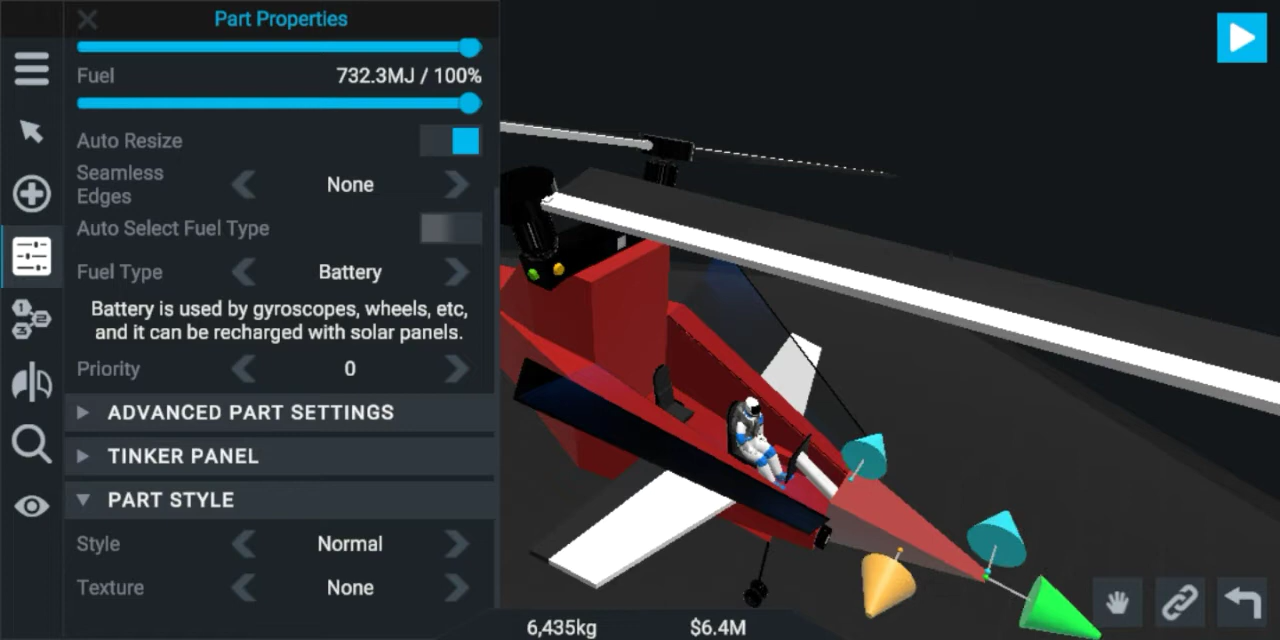 Part Properties
Fuel 732.3MJ / 100%
Auto Resize
Seamless
Edges
None
Auto Select Fuel Type
Fuel Type Battery
Battery is used by gyroscopes, wheels, etc,
and it can be recharged with solar panels.
Priority 0
ADVANCED PART SETTINGS
TINKER PANEL
PART STYLE
Style Normal
Texture None
6,435kg $6.4M